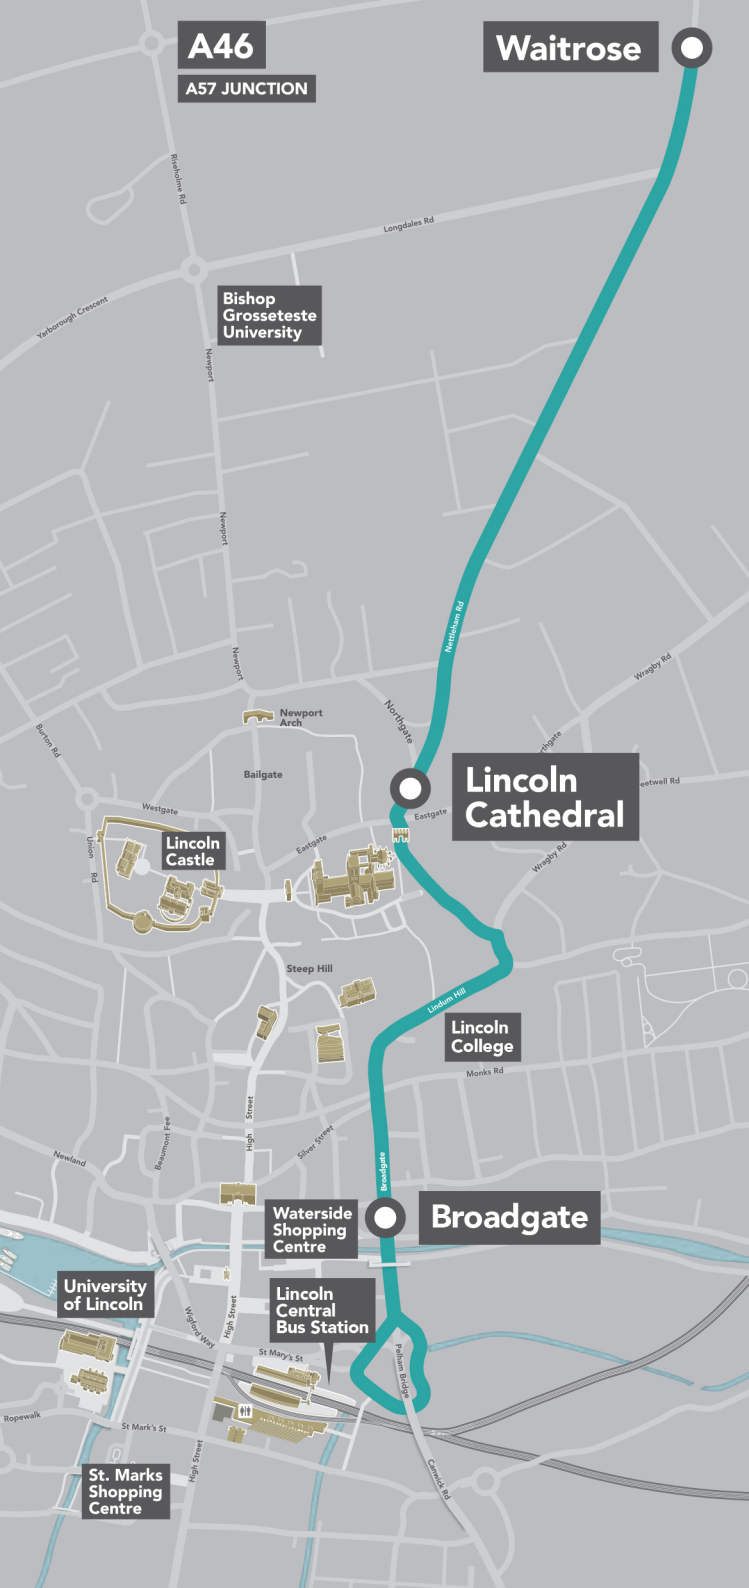 A46
A57 JUNCTION
Waitrose
Riseholme Rd
Longdales Rd
Yarborough Crescent
Bishop
Grosseteste
University
Newport
Newport
Nettleham Rd
Newport
Wragby Rd
Northgate
Newport
Arch
Burton Rd
Bailgate
Lincoln
Cathedral
Westgate
Eastgate
Eastgate
Union Rd
Lincoln
Castle
Wragby Rd
Steep Hill
Lindum Hill
Lincoln
College
Monks Rd
High Street
Silver Street
Beaumont Fee
Newland
Broadgate
Waterside
Shopping
Centre
Broadgate
University
of Lincoln
Lincoln
Central
Bus Station
High Street
Wigford Way
St Mary's St
Pelham Bridge
Ropewalk
St Mark's St
High Street
Canwick Rd
St. Marks
Shopping
Centre